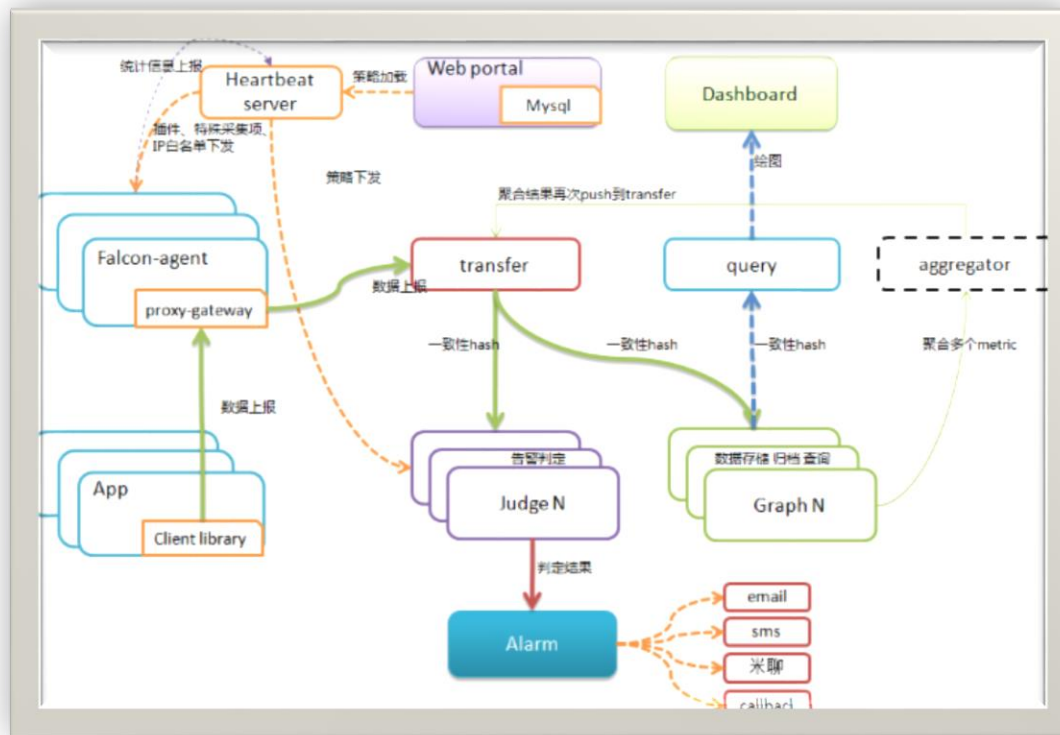 统计信息上报
Heartbeat
server
策略加载
Web portal
Mysql
Dashboard
插件、特殊采集项、
IP白名单下发
策略下发
绘图
聚合结果再次push到transfer
Falcon-agent
proxy-gateway
数据上报
transfer
query
aggregator
一致性hash
一致性hash
一致性hash
聚合多个metric
数据上报
App
Client library
告警判定
Judge N
数据存储 归档 查询
Graph N
判定结果
Alarm
email
sms
米聊